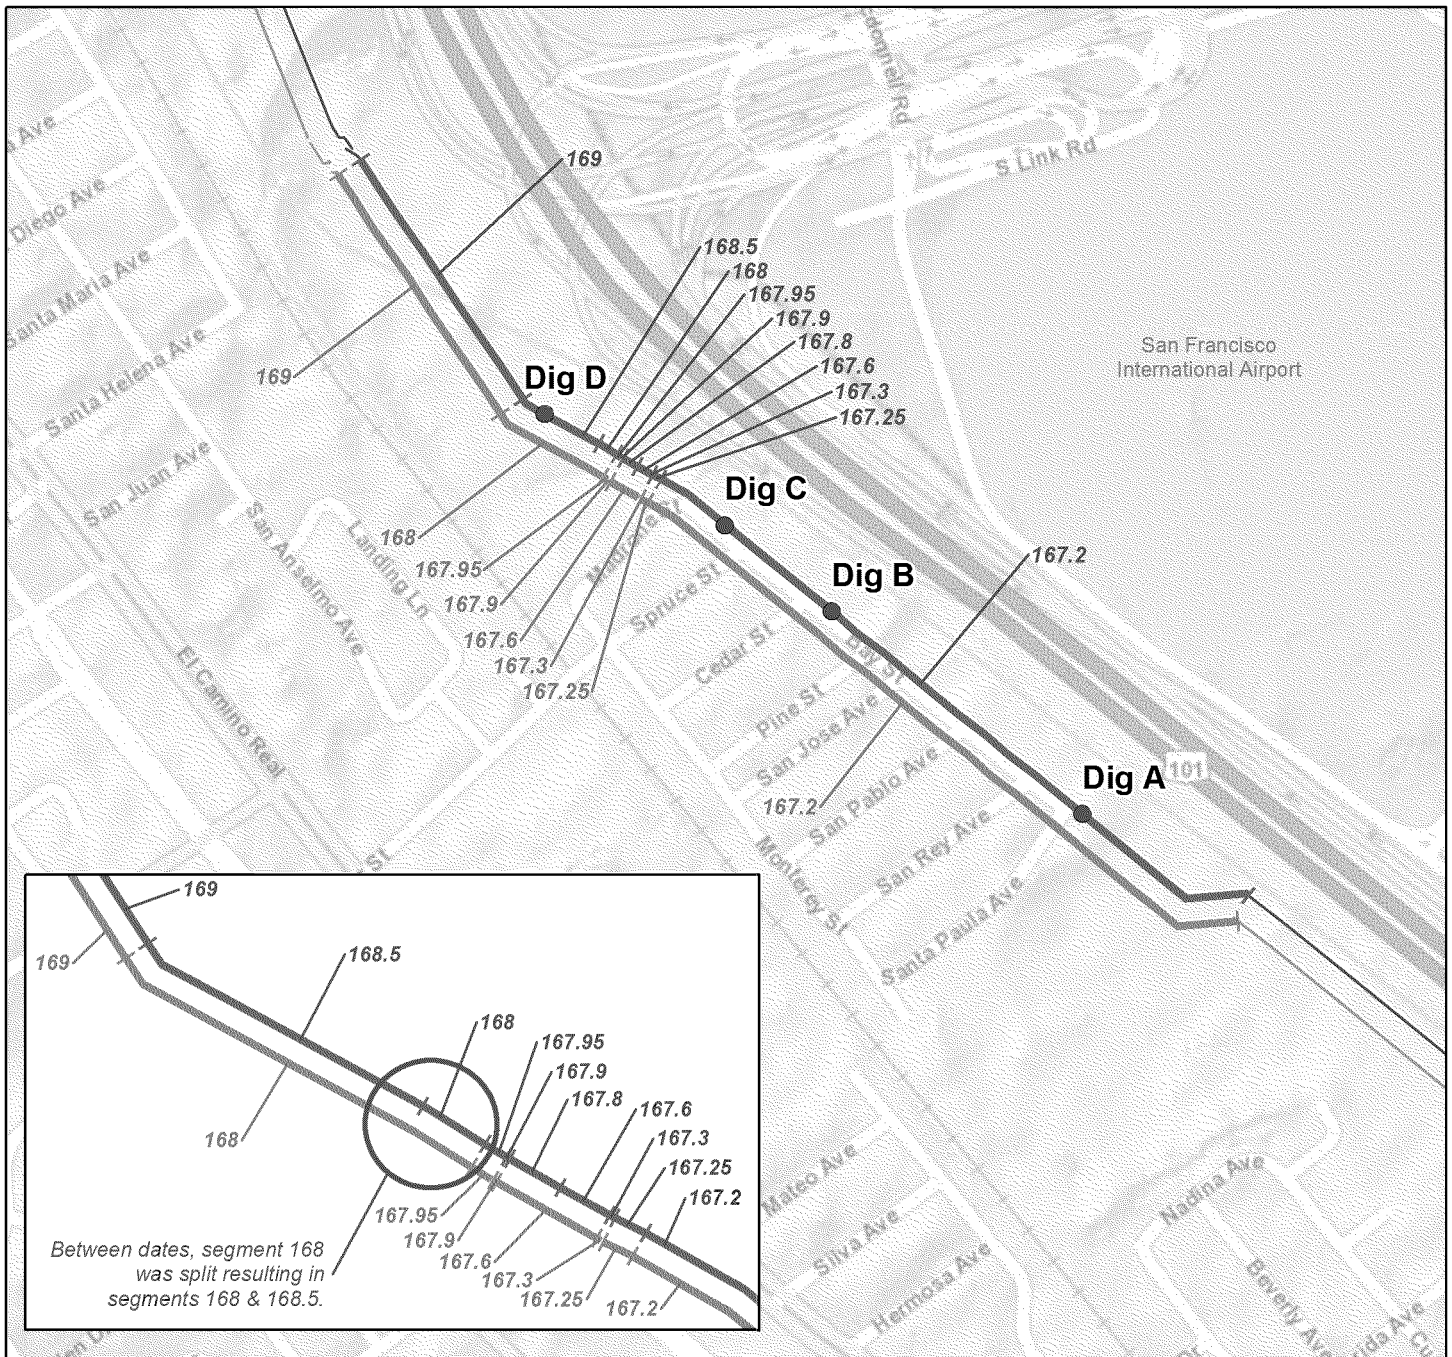 cdonnell Rd
S Link Rd
Ave
169
Diego Ave
168.5
168
Santa Maria Ave
167.95
167.9
167.8
San Francisco
International Airport
167.6
Santa Helena Ave
169
Dig D
167.3
167.25
San Juan Ave
Dig C
San Anselmo Ave
Landing Ln
168
167.95
167.2
Dig B
Spruce St
167.9
167.6
Cedar St
Bay St
167.3
167.25
El Camino Real
Pine St
San Jose Ave
Dig A
101
167.2
San Pablo Ave
San Rey Ave
Monterey St
St
Santa Paula Ave
169
169
168.5
168
167.95
167.9
167.8
167.6
168
167.3
167.25
167.2
167.95
167.9
167.6
167.3
167.25
167.2
Between dates, segment 168
was split resulting in
segments 168 & 168.5.
Mateo Ave
Nadina Ave
Silva Ave
Hermosa Ave
Beverly Ave